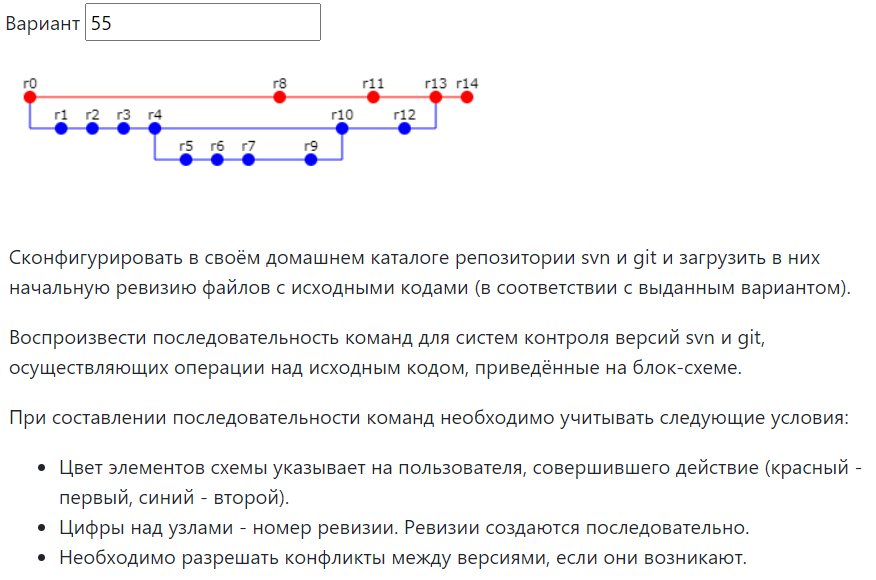 Вариант 55
r0 r8 r11 r13 r14
r1 r2 r3 r4 r10 r12
r5 r6 r7 r9
Сконфигурировать в своём домашнем каталоге репозитории svn и git и загрузить в них
начальную ревизию файлов с исходными кодами (в соответствии с выданным вариантом).
Воспроизвести последовательность команд для систем контроля версий svn и git,
осуществляющих операции над исходным кодом, приведённые на блок-схеме.
При составлении последовательности команд необходимо учитывать следующие условия:
• Цвет элементов схемы указывает на пользователя, совершившего действие (красный -
первый, синий - второй).
• Цифры над узлами - номер ревизии. Ревизии создаются последовательно.
• Необходимо разрешать конфликты между версиями, если они возникают.